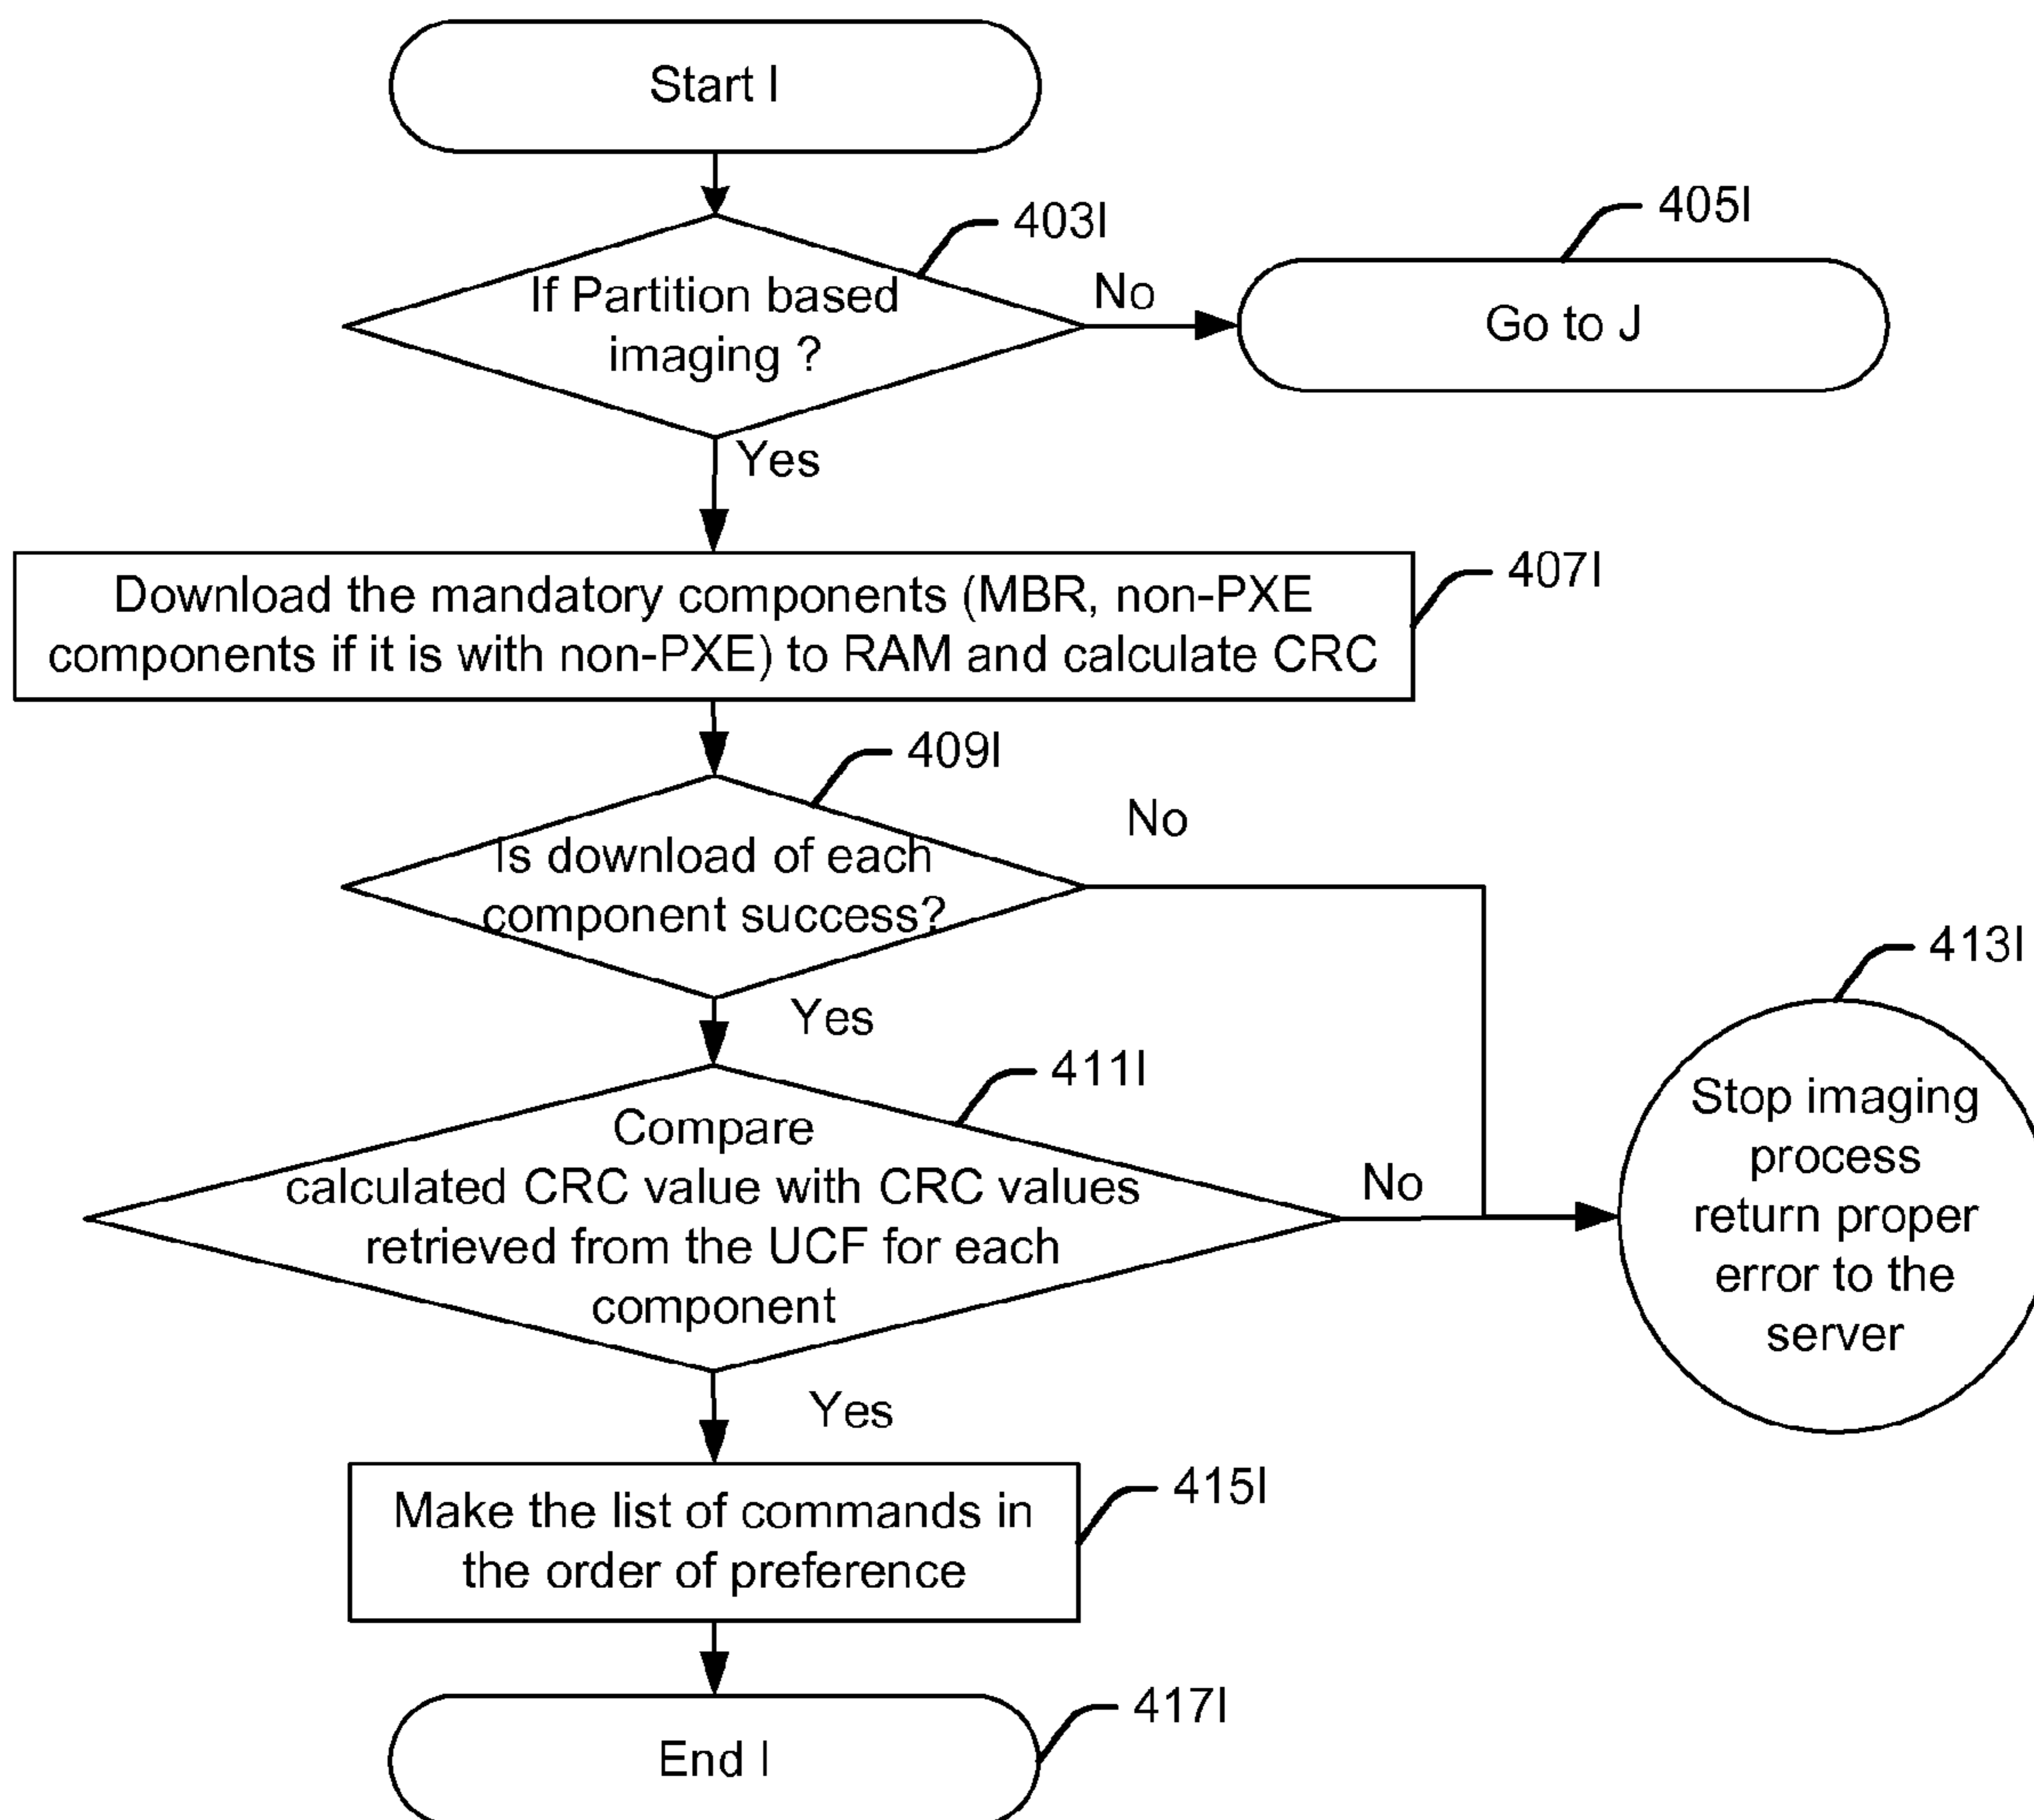 Start I
403I
405I
If Partition based
imaging ?
No
Go to J
Yes
407I
Download the mandatory components (MBR, non-PXE
components if it is with non-PXE) to RAM and calculate CRC
409I
No
Is download of each
component success?
413I
Yes
411I
Compare
calculated CRC value with CRC values
retrieved from the UCF for each
component
No
Stop imaging
process
return proper
error to the
server
Yes
415I
Make the list of commands in
the order of preference
417I
End I